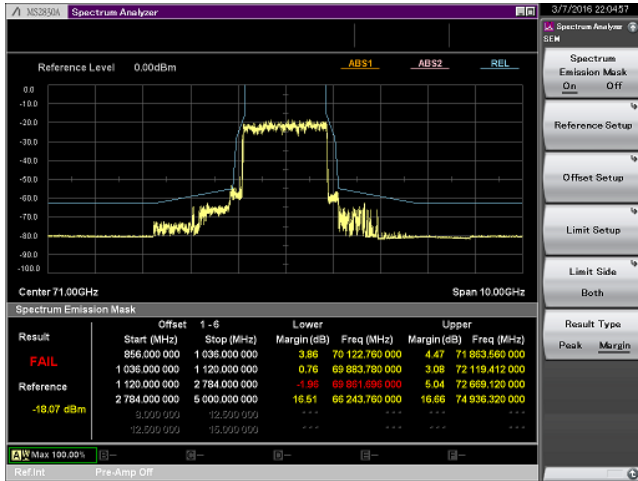 MS2850A Spectrum Analyzer
3/7/2016 22:04:57
Spectrum Analyzer
SEM
Reference Level 0.00dBm
ABS1 ABS2 REL
Spectrum
Emission Mask
On Off
Reference Setup
Offset Setup
Limit Setup
Limit Side
Both
Result Type
Peak Margin
0.0
-10.0
-20.0
-30.0
-40.0
-50.0
-60.0
-70.0
-80.0
-90.0
-100.0
Center 71.00GHz Span 10.00GHz
Spectrum Emission Mask
Offset 1 - 6 Lower Upper
Result Start (MHz) Stop (MHz) Margin(dB) Freq (MHz) Margin(dB) Freq (MHz)
856.000 000 1 036.000 000 3.86 70 122.760 000 4.47 71 863.560 000
FAIL 1 036.000 000 1 120.000 000 0.76 69 883.780 000 3.08 72 119.412 000
Reference 1 120.000 000 2 784.000 000 -1.96 69 861.696 000 5.04 72 669.120 000
2 784.000 000 5 000.000 000 16.51 66 243.760 000 16.66 74 936.320 000
-18.07 dBm 8.000 000 12.500 000 *** *** *** ***
12.500 000 15.000 000 *** *** *** ***
AW Max 100.00% B- C- D- E- F-
Ref.Int Pre-Amp Off